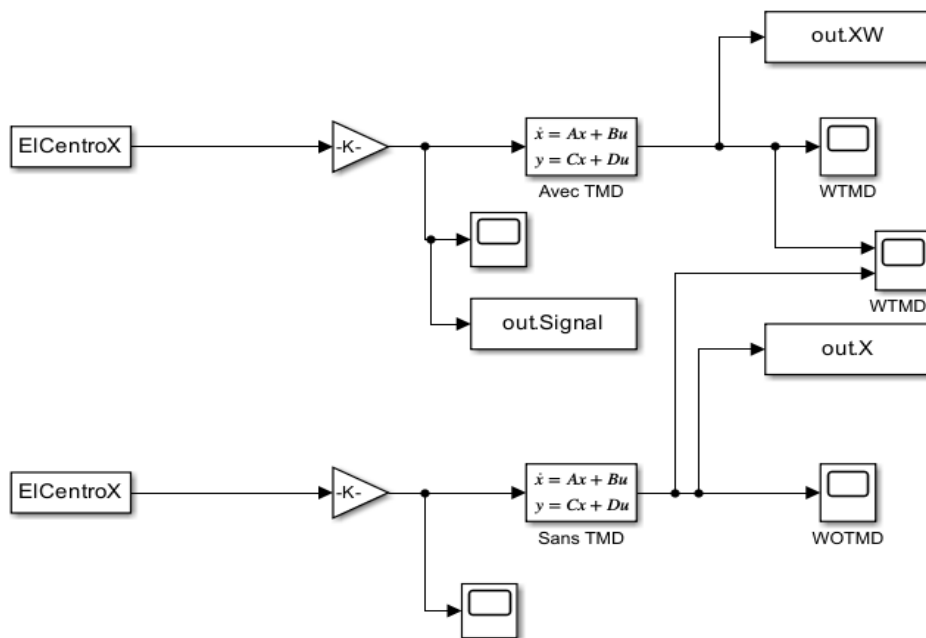 out.XW
ElCentroX
-K-
ẋ = Ax + Bu
y = Cx + Du
Avec TMD
WTMD
WTMD
out.Signal
out.X
ElCentroX
-K-
ẋ = Ax + Bu
y = Cx + Du
Sans TMD
WOTMD